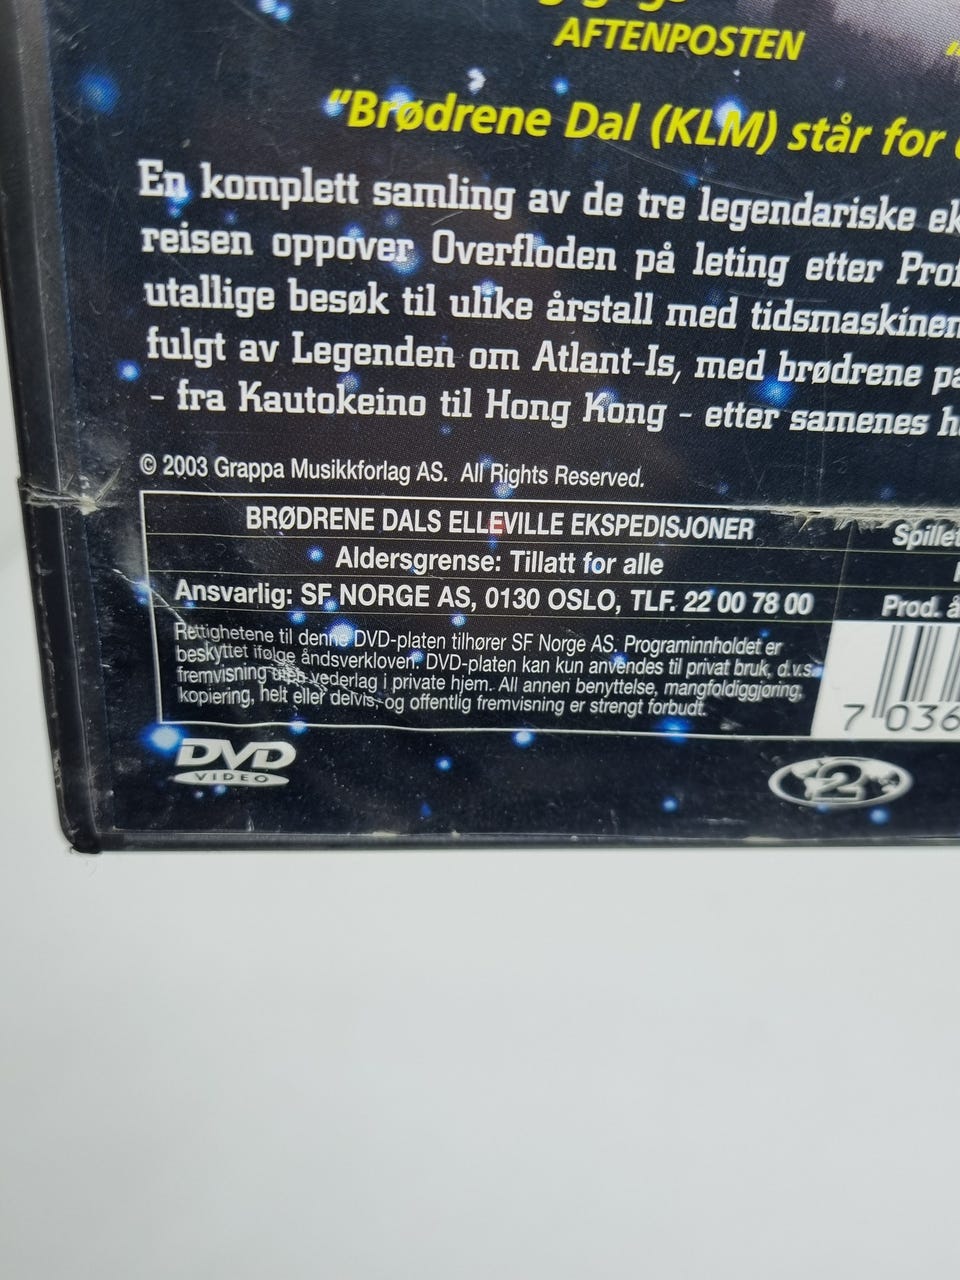 AFTENPOSTEN
"Brødrene Dal (KLM) står for
En komplett samling av de tre legendariske
reisen oppover Overfloden på leting etter
utallige besøk til ulike årstall med tidsmaskinen
fulgt av Legenden om Atlant-Is, med brødrene
- fra Kautokeino til Hong Kong - etter samenes
© 2003 Grappa Musikkforlag AS. All Rights Reserved.
BRØDRENE DALS ELLEVILLE EKSPEDISJONER
Aldersgrense: Tillatt for alle
Ansvarlig: SF NORGE AS, 0130 OSLO, TLF. 22 00 78 00
Rettighetene til denne DVD-platen tilhører SF Norge AS. Programinnholdet er
beskyttet ifølge åndsverkloven. DVD-platen kan kun anvendes til privat bruk, d.v.s.
fremvisning uten vederlag i private hjem. All annen benyttelse, mangfoldiggjøring,
kopiering, helt eller delvis, og offentlig fremvisning er strengt forbudt.
Spillet
Prod. å
7 036
DVD
VIDEO
2